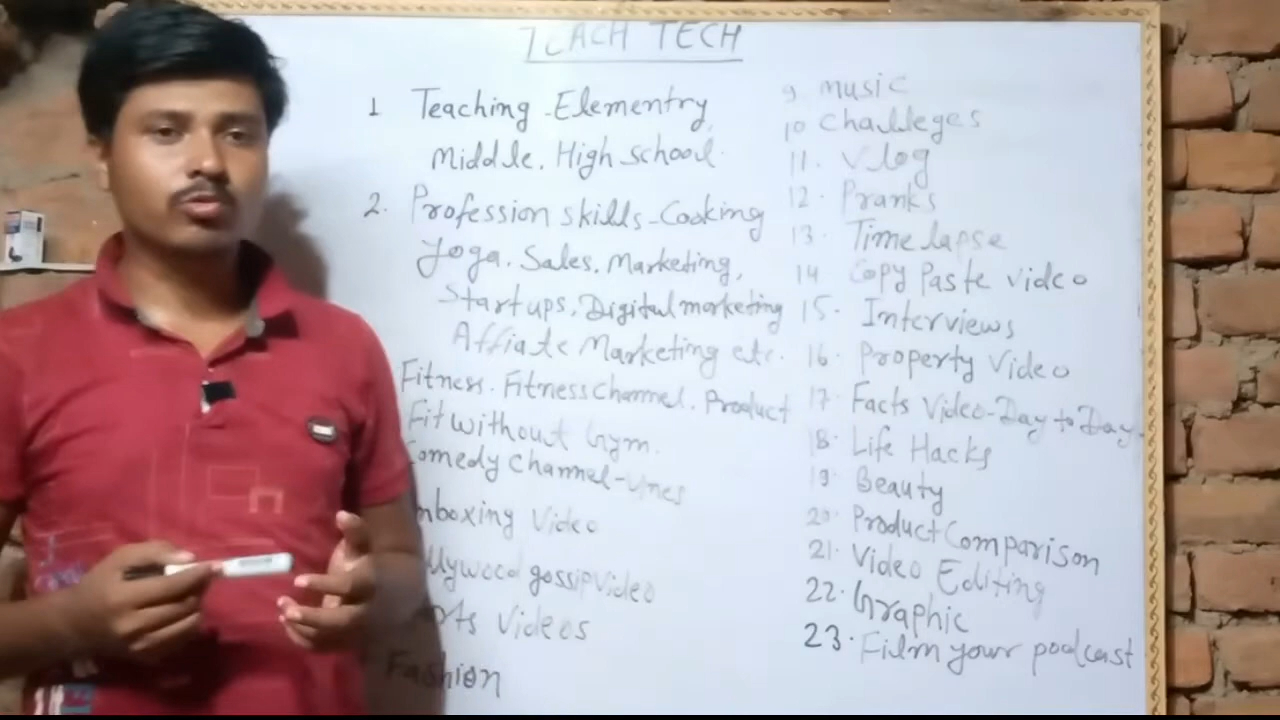 TEACH TECH
1 Teaching - Elementry,
Middle. High school.
2. Profession skills - Cooking
Yoga. Sales. Marketing,
Startups. Digital marketing
Affiate Marketing etc.
Fitness. Fitness Channel. Product
Fit without Gym.
Comedy Channel - Vines
nboxing Video
llywood gossip video
rts Videos
Fashion
9. music
10 challeges
11. Vlog
12. Pranks
13. Time lapse
14 Copy Paste video
15. Interviews
16. Property Video
17. Facts Video - Day to Day
18. Life Hacks
19. Beauty
20. Product Comparison
21. Video Editing
22. Graphic
23. Film your podcast